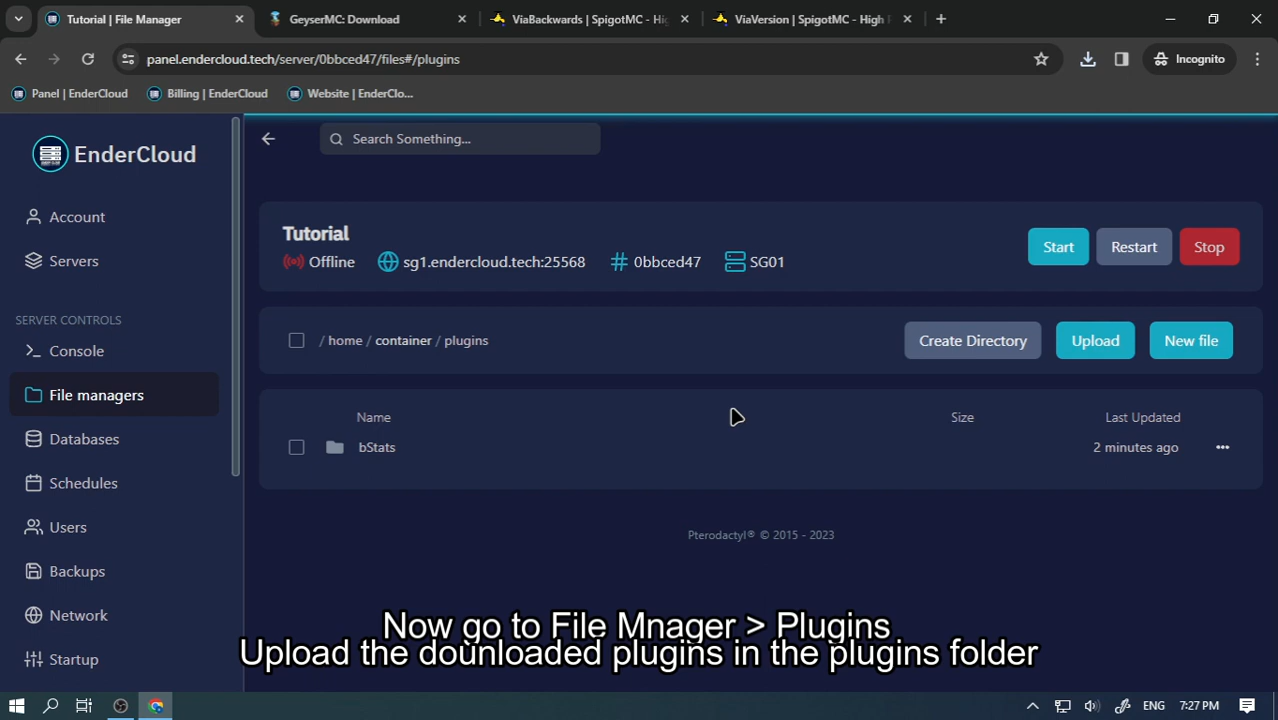 Tutorial | File Manager
GeyserMC: Download
ViaBackwards | SpigotMC - Hi
ViaVersion | SpigotMC - High
panel.endercloud.tech/server/0bbced47/files#/plugins
Incognito
Panel | EnderCloud
Billing | EnderCloud
Website | EnderClo...
EnderCloud
Search Something...
Account
Servers
SERVER CONTROLS
Console
File managers
Databases
Schedules
Users
Backups
Network
Startup
Tutorial
Offline
sg1.endercloud.tech:25568
0bbced47
SG01
Start
Restart
Stop
/ home / container / plugins
Create Directory
Upload
New file
Name
Size
Last Updated
bStats
2 minutes ago
Pterodactyl® © 2015 - 2023
Now go to File Mnager > Plugins
Upload the dounloaded plugins in the plugins folder
ENG
7:27 PM